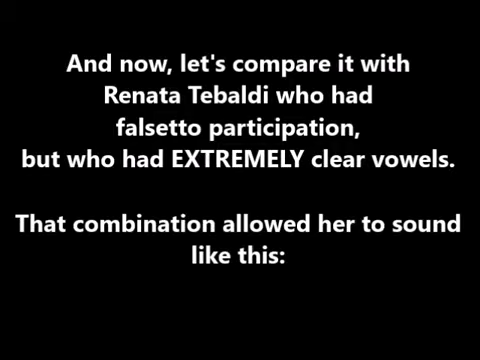 And now, let's compare it with
Renata Tebaldi who had
falsetto participation,
but who had EXTREMELY clear vowels.
That combination allowed her to sound
like this: